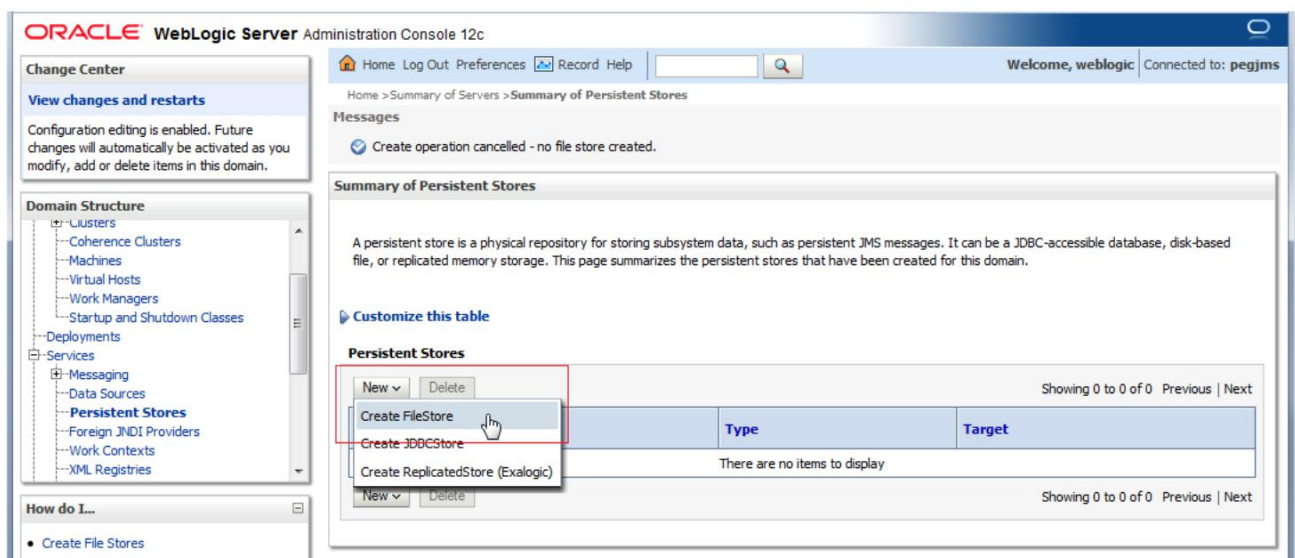 ORACLE WebLogic Server Administration Console 12c
Change Center
View changes and restarts
Configuration editing is enabled. Future
changes will automatically be activated as you
modify, add or delete items in this domain.
Domain Structure
Clusters
Coherence Clusters
Machines
Virtual Hosts
Work Managers
Startup and Shutdown Classes
Deployments
Services
Messaging
Data Sources
Persistent Stores
Foreign JNDI Providers
Work Contexts
XML Registries
How do I...
Create File Stores
Home Log Out Preferences Record Help
Welcome, weblogic Connected to: pegjms
Home >Summary of Servers >Summary of Persistent Stores
Messages
Create operation cancelled - no file store created.
Summary of Persistent Stores
A persistent store is a physical repository for storing subsystem data, such as persistent JMS messages. It can be a JDBC-accessible database, disk-based
file, or replicated memory storage. This page summarizes the persistent stores that have been created for this domain.
Customize this table
Persistent Stores
New Delete Showing 0 to 0 of 0 Previous | Next
Create FileStore
Create JDBCStore
Create ReplicatedStore (Exalogic)
Type Target
There are no items to display
New Delete Showing 0 to 0 of 0 Previous | Next